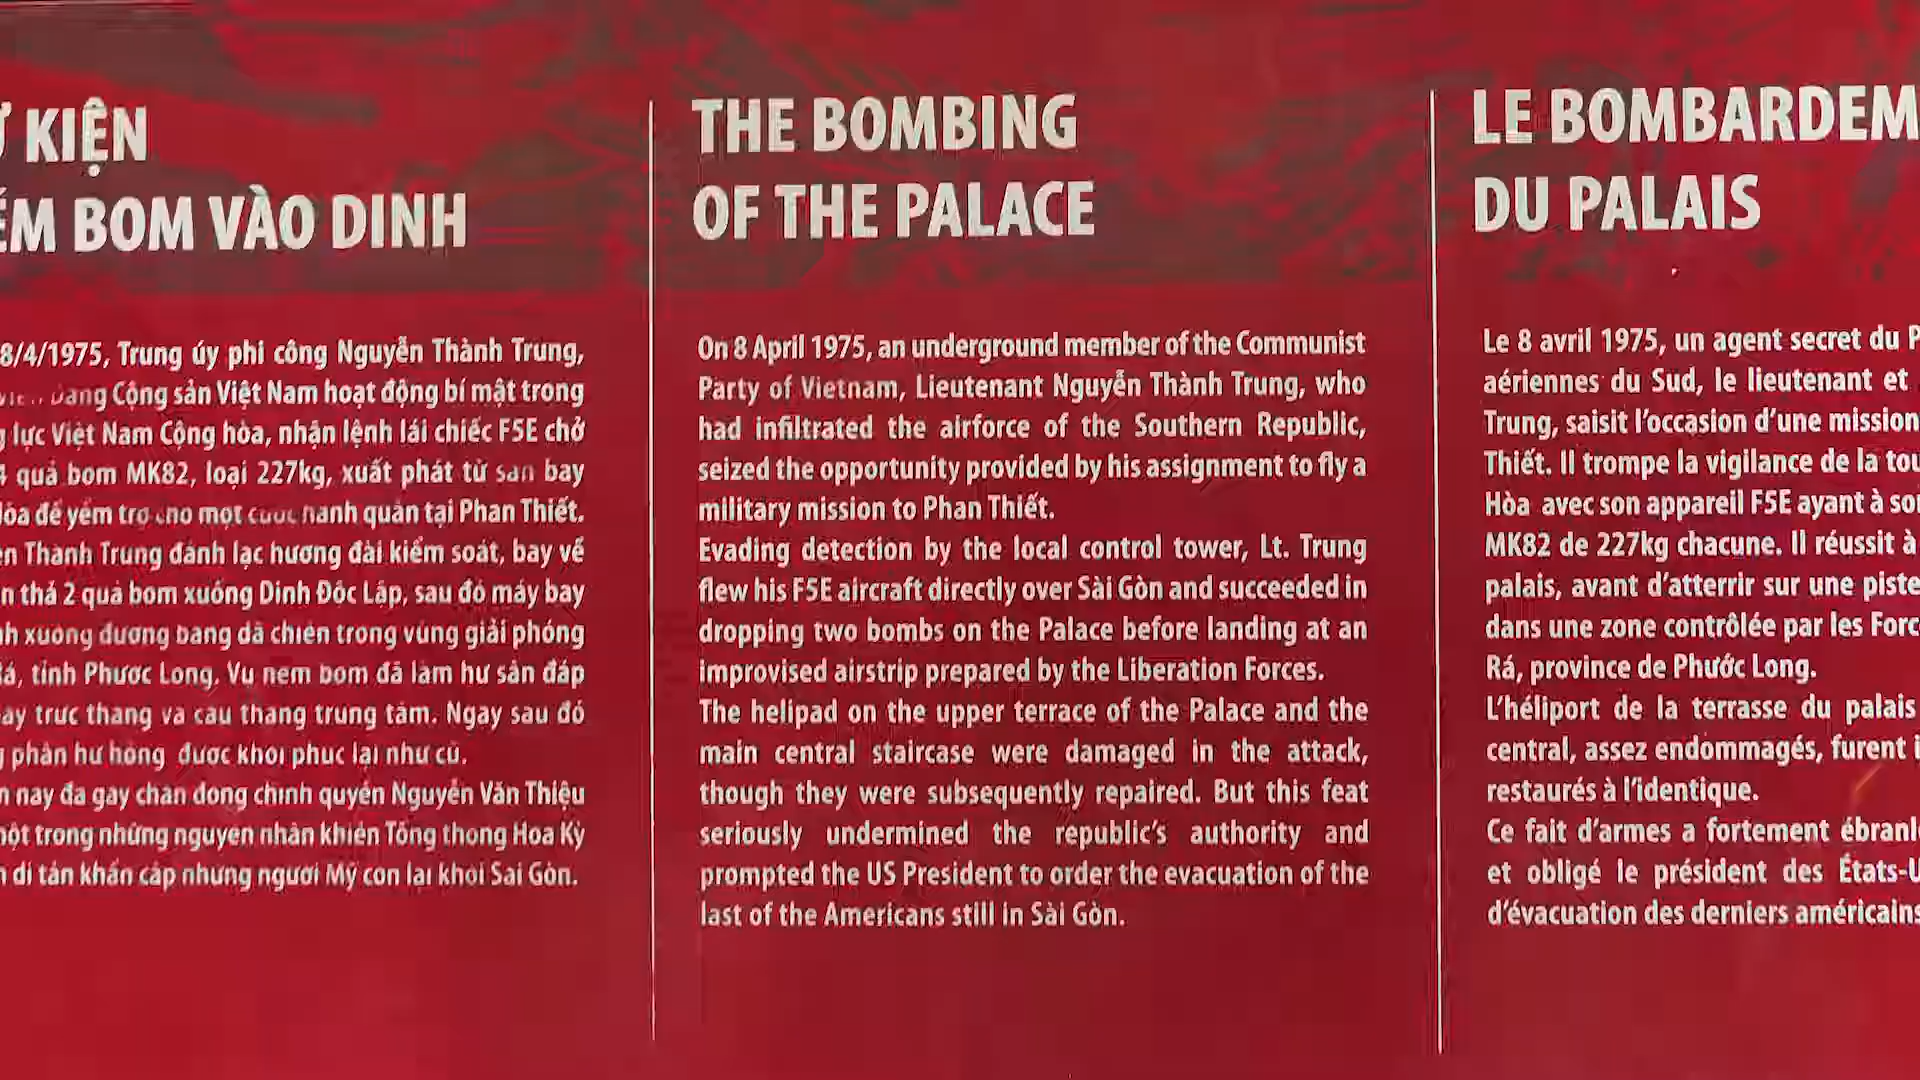 KIỆN
BOM VÀO DINH
8/4/1975, Trung úy phi công Nguyễn Thành Trung,
Cộng sản Việt Nam hoạt động bí mật trong
lực Việt Nam Cộng hòa, nhận lệnh lái chiếc F5E chở
quả bom MK82, loại 227kg, xuất phát từ sân bay
để yểm trợ cho một cuộc hành quân tại Phan Thiết.
Thành Trung đánh lạc hướng đài kiểm soát, bay về
thả 2 quả bom xuống Dinh Độc Lập, sau đó máy bay
xuống đường băng dã chiến trong vùng giải phóng
tỉnh Phước Long. Vụ ném bom đã làm hư sân đáp
trực thăng và cầu thang trung tâm. Ngay sau đó
phần hư hỏng được khôi phục lại như cũ.
này đã gây chấn động chính quyền Nguyễn Văn Thiệu
trong những nguyên nhân khiến Tổng thống Hoa Kỳ
di tản khẩn cấp những người Mỹ còn lại khỏi Sài Gòn.
THE BOMBING
OF THE PALACE
On 8 April 1975, an underground member of the Communist
Party of Vietnam, Lieutenant Nguyễn Thành Trung, who
had infiltrated the airforce of the Southern Republic,
seized the opportunity provided by his assignment to fly a
military mission to Phan Thiết.
Evading detection by the local control tower, Lt. Trung
flew his F5E aircraft directly over Sài Gòn and succeeded in
dropping two bombs on the Palace before landing at an
improvised airstrip prepared by the Liberation Forces.
The helipad on the upper terrace of the Palace and the
main central staircase were damaged in the attack,
though they were subsequently repaired. But this feat
seriously undermined the republic's authority and
prompted the US President to order the evacuation of the
last of the Americans still in Sài Gòn.
LE BOMBARDEM
DU PALAIS
Le 8 avril 1975, un agent secret du P
aériennes du Sud, le lieutenant et
Trung, saisit l'occasion d'une mission
Thiết. Il trompe la vigilance de la tou
Hòa avec son appareil F5E ayant à so
MK82 de 227kg chacune. Il réussit à
palais, avant d'atterrir sur une piste
dans une zone contrôlée par les Forc
Rá, province de Phước Long.
L'héliport de la terrasse du palais
central, assez endommagés, furent
restaurés à l'identique.
Ce fait d'armes a fortement ébranl
et obligé le président des États-U
d'évacuation des derniers américains